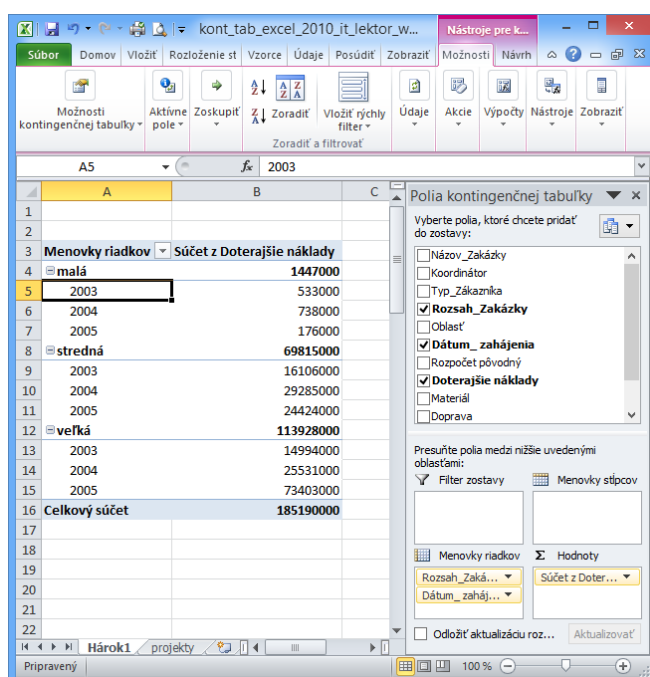 kont_tab_excel_2010_it_lektor_w...
Nástroje pre k...
Súbor Domov Vložiť Rozloženie st Vzorce Údaje Posúdiť Zobraziť Možnosti Návrh
Možnosti kontingenčnej tabuľky
Aktívne pole
Zoskupiť
Zoradiť
Vložiť rýchly filter
Zoradiť a filtrovať
Údaje
Akcie
Výpočty
Nástroje
Zobraziť
A5 fx 2003
A B C
1
2
3 Menovky riadkov Súčet z Doterajšie náklady
4 malá 1447000
5 2003 533000
6 2004 738000
7 2005 176000
8 stredná 69815000
9 2003 16106000
10 2004 29285000
11 2005 24424000
12 veľká 113928000
13 2003 14994000
14 2004 25531000
15 2005 73403000
16 Celkový súčet 185190000
17
18
19
20
21
22
Hárok1 projekty
Pripravený 100 %
Polia kontingenčnej tabuľky
Vyberte polia, ktoré chcete pridať
do zostavy:
Názov_Zakázky
Koordinátor
Typ_Zákazníka
Rozsah_Zakázky
Oblasť
Dátum_ zahájenia
Rozpočet pôvodný
Doterajšie náklady
Materiál
Doprava
Presuňte polia medzi nižšie uvedenými
oblasťami:
Filter zostavy Menovky stĺpcov
Menovky riadkov Σ Hodnoty
Rozsah_Zaká... Súčet z Doter...
Dátum_ zaháj...
Odložiť aktualizáciu roz... Aktualizovať